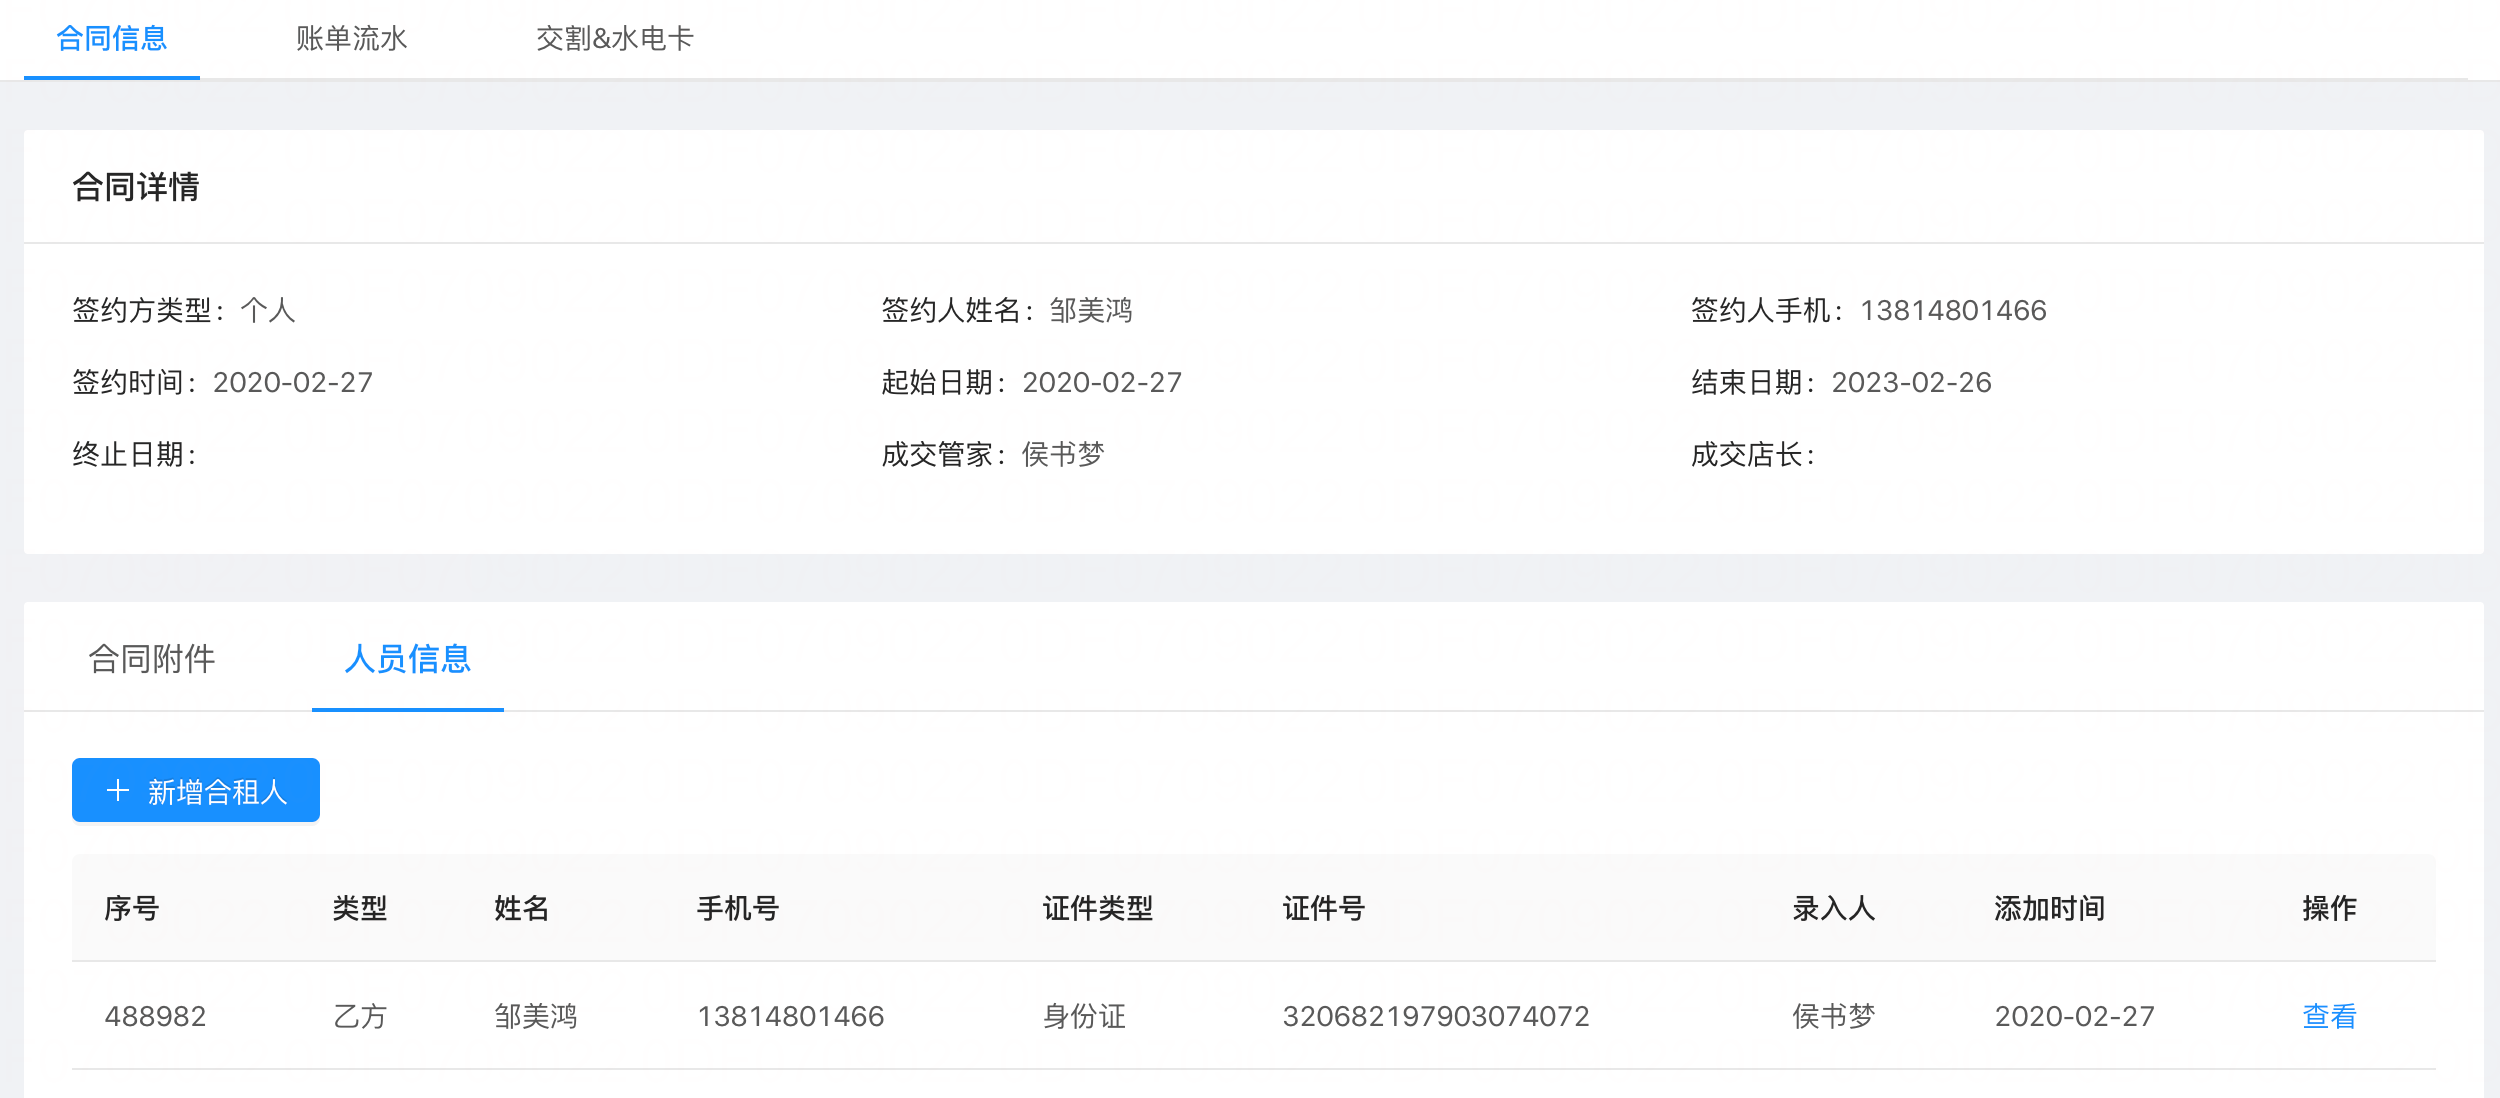 合同信息 账单流水 交割&水电卡
合同详情
签约方类型：个人 签约人姓名：邹美鸿 签约人手机：13814801466
签约时间：2020-02-27 起始日期：2020-02-27 结束日期：2023-02-26
终止日期： 成交管家：侯书梦 成交店长：
合同附件 人员信息
新增合租人
序号 类型 姓名 手机号 证件类型 证件号 录入人 添加时间 操作
488982 乙方 邹美鸿 13814801466 身份证 320682197903074072 侯书梦 2020-02-27 查看